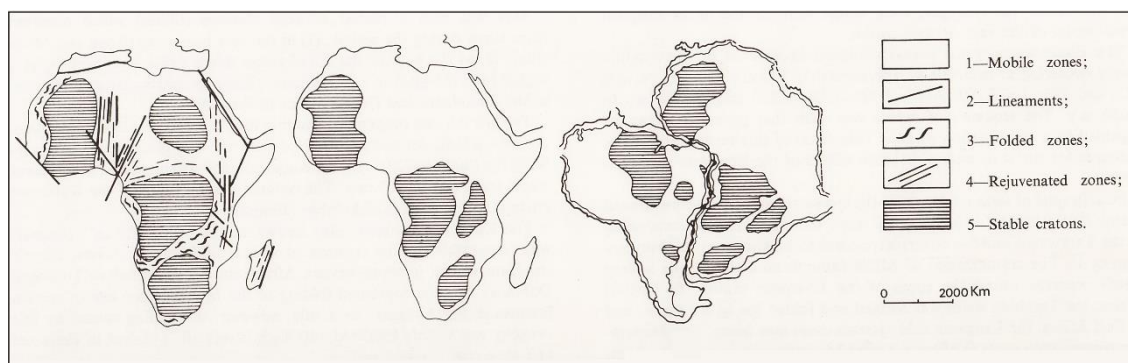 1—Mobile zones;
2—Lineaments;
3—Folded zones;
4—Rejuvenated zones;
5—Stable cratons.
0 2000 Km